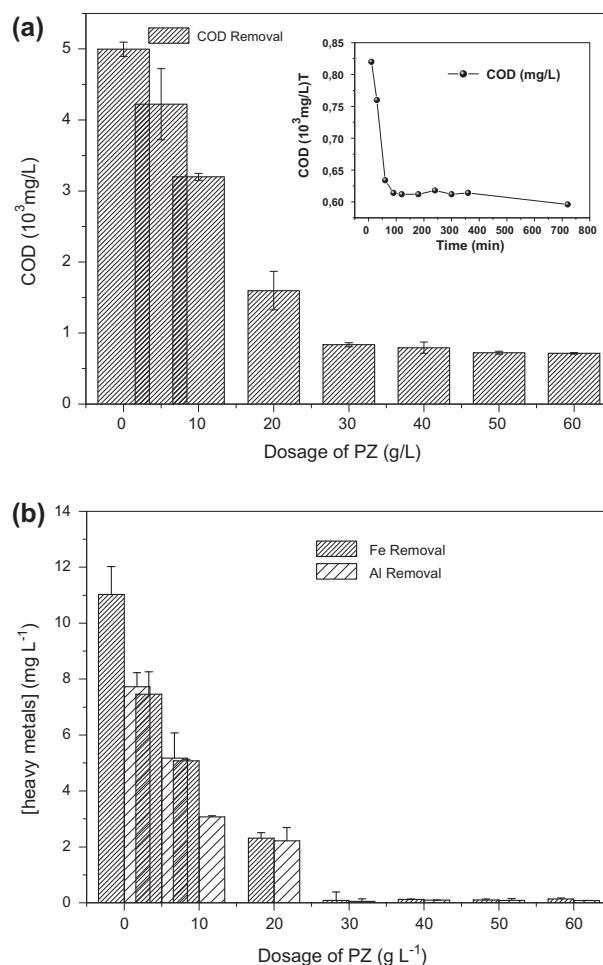 (a)
COD Removal
COD (10³mg/L)
5
4
3
2
1
0
0 10 20 30 40 50 60
Dosage of PZ (g/L)
COD (10³mg/L)T
0,85
0,80
0,75
0,70
0,65
0,60
COD (mg/L)
0 100 200 300 400 500 600 700 800
Time (min)
(b)
Fe Removal
Al Removal
[heavy metals] (mg L⁻¹)
14
12
10
8
6
4
2
0
0 10 20 30 40 50 60
Dosage of PZ (g L⁻¹)